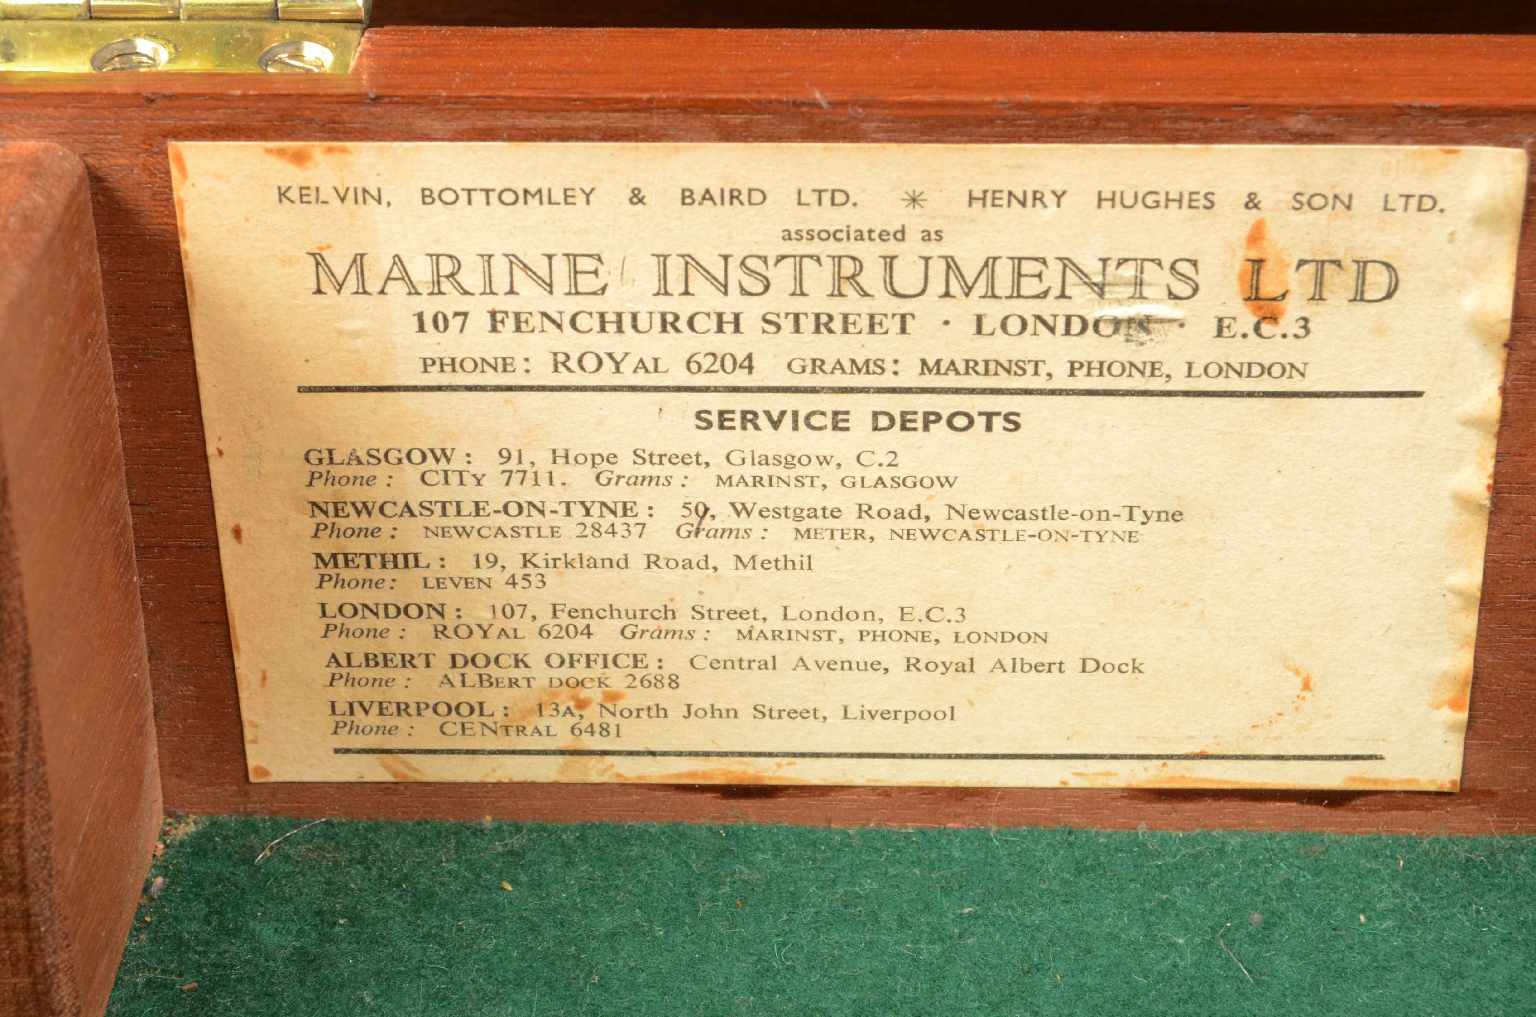 KELVIN, BOTTOMLEY & BAIRD LTD. ✳ HENRY HUGHES & SON LTD.
associated as
MARINE INSTRUMENTS LTD
107 FENCHURCH STREET · LONDON · E.C.3
PHONE: ROYAL 6204 GRAMS: MARINST, PHONE, LONDON
SERVICE DEPOTS
GLASGOW: 91, Hope Street, Glasgow, C.2
Phone: CITY 7711. Grams: MARINST, GLASGOW
NEWCASTLE-ON-TYNE: 50, Westgate Road, Newcastle-on-Tyne
Phone: NEWCASTLE 28437 Grams: METER, NEWCASTLE-ON-TYNE
METHIL: 19, Kirkland Road, Methil
Phone: LEVEN 453
LONDON: 107, Fenchurch Street, London, E.C.3
Phone: ROYAL 6204 Grams: MARINST, PHONE, LONDON
ALBERT DOCK OFFICE: Central Avenue, Royal Albert Dock
Phone: ALBERT DOCK 2688
LIVERPOOL: 13A, North John Street, Liverpool
Phone: CENTRAL 6481